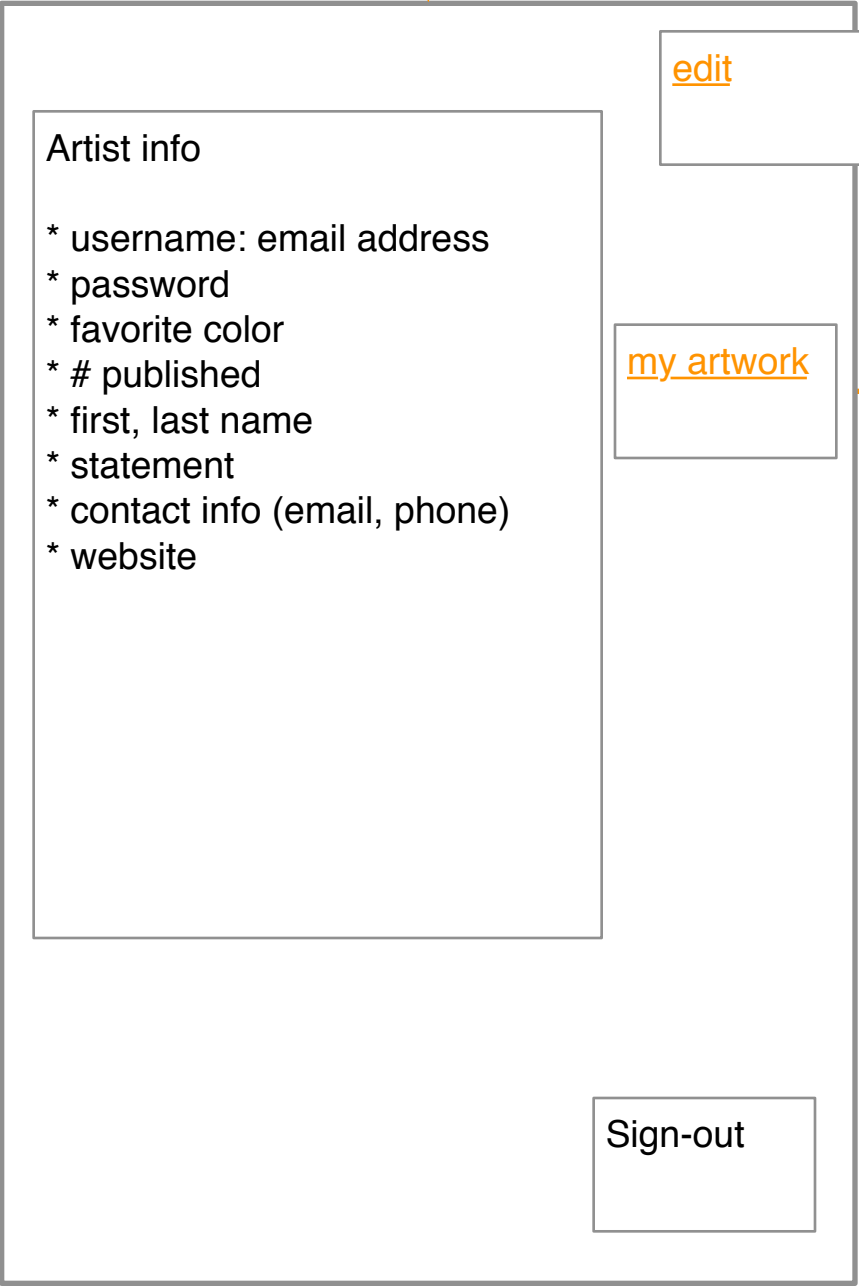 edit
Artist info
* username: email address
* password
* favorite color
* # published
* first, last name
* statement
* contact info (email, phone)
* website
my artwork
Sign-out